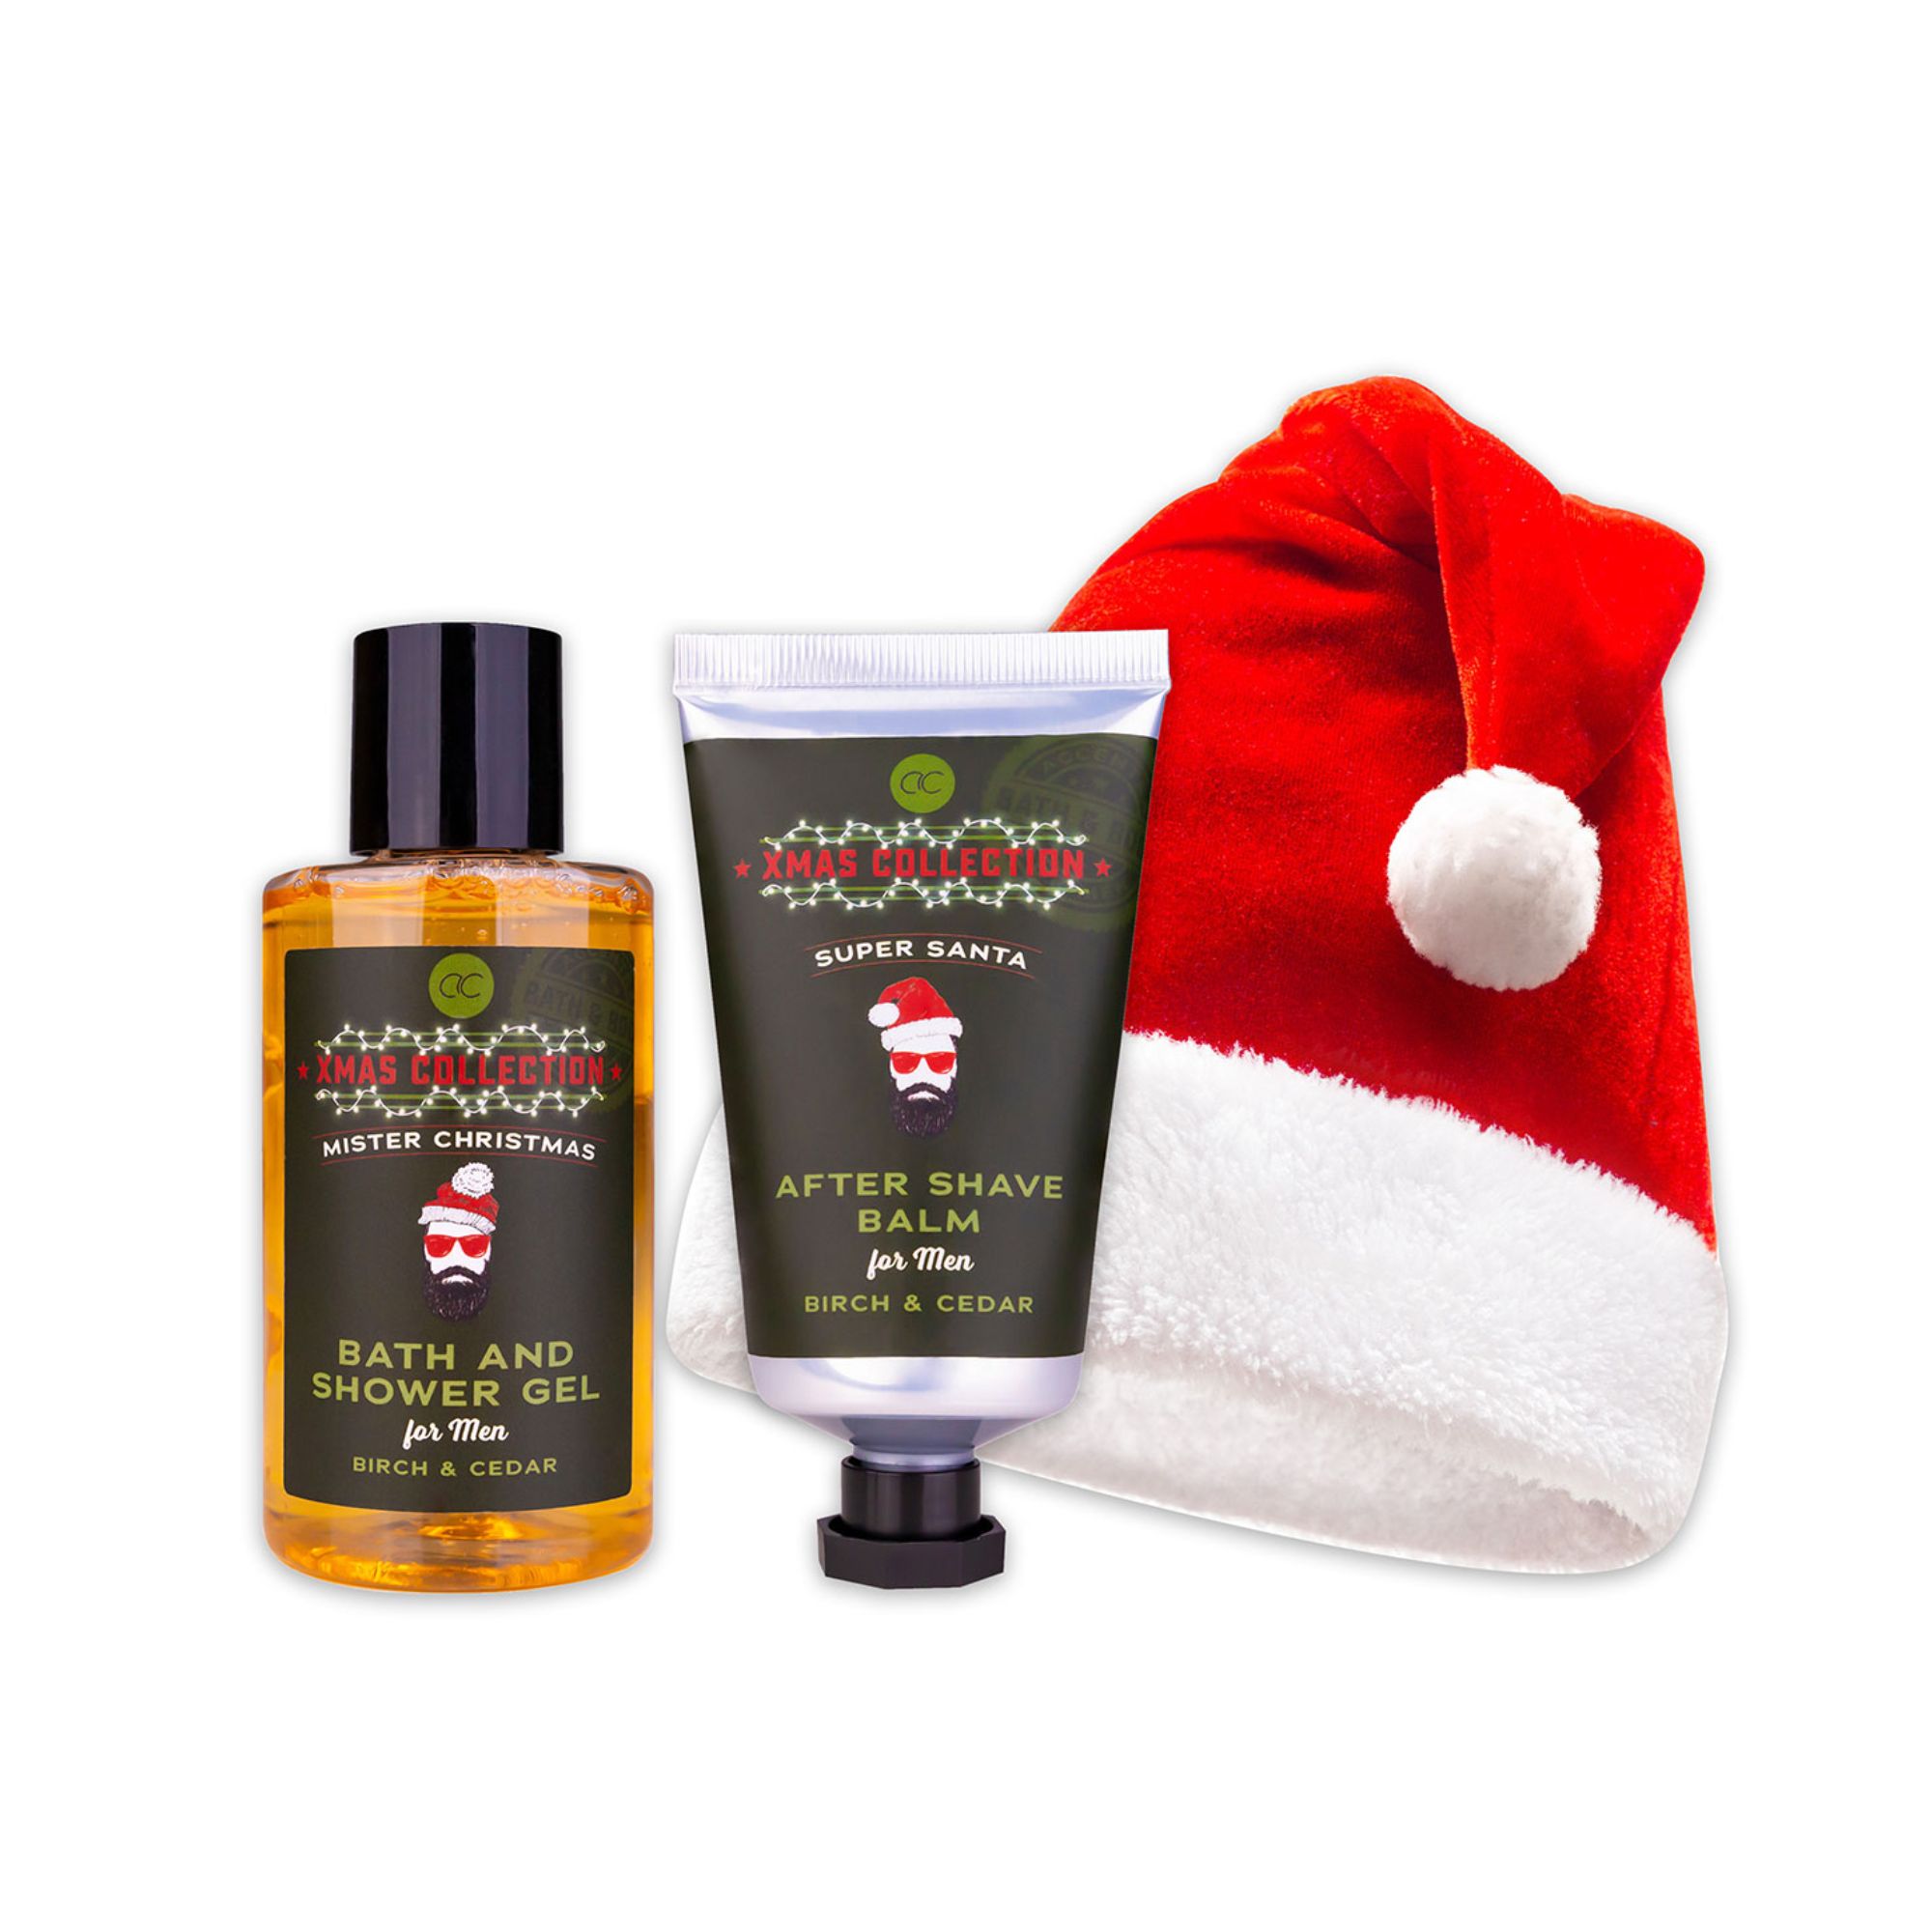 ac
XMAS COLLECTION
MISTER CHRISTMAS
BATH AND
SHOWER GEL
for Men
BIRCH & CEDAR
ac
XMAS COLLECTION
SUPER SANTA
AFTER SHAVE
BALM
for Men
BIRCH & CEDAR